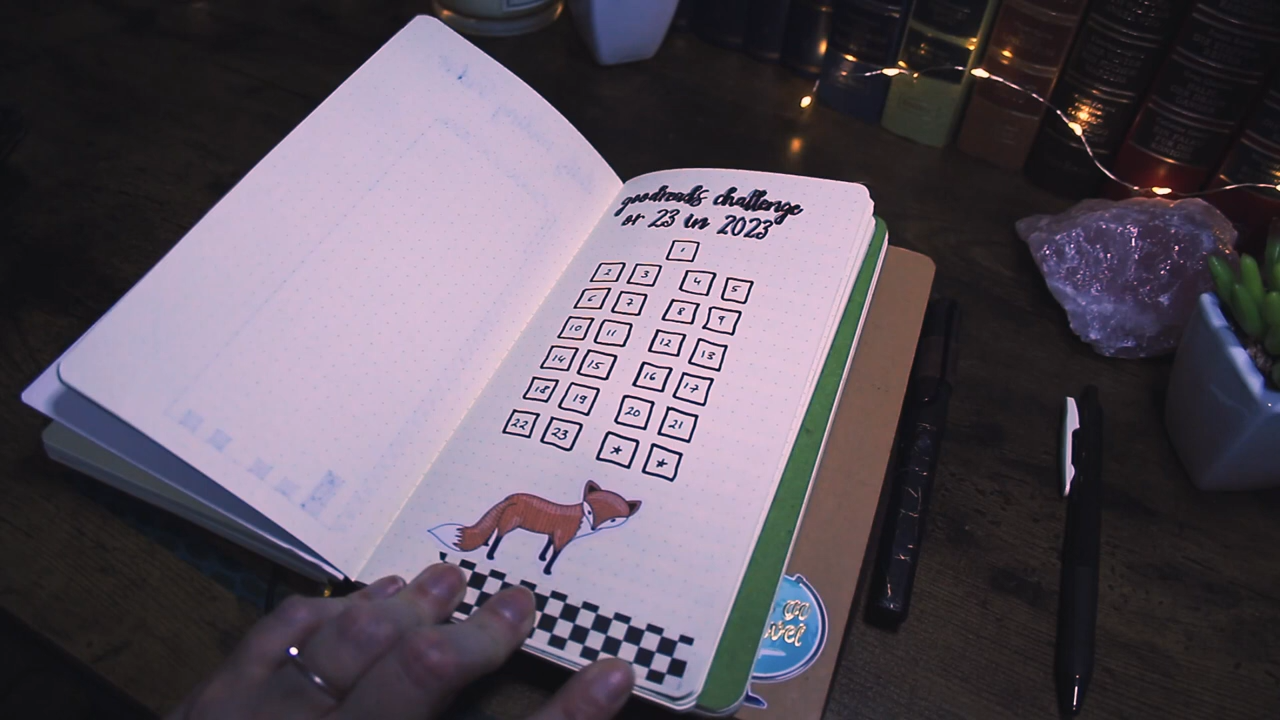 goodreads challenge
or 23 in 2023
1
2 3 4 5
6 7 8 9
10 11 12 13
14 15 16 17
18 19 20 21
22 23 * *